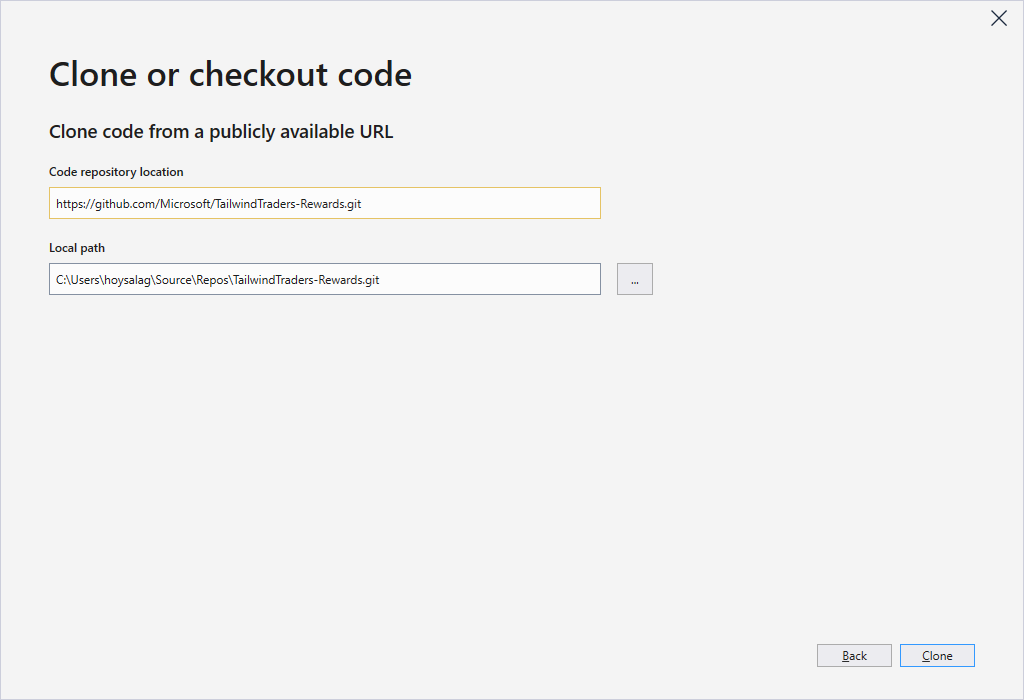 Clone or checkout code
Clone code from a publicly available URL
Code repository location
https://github.com/Microsoft/TailwindTraders-Rewards.git
Local path
C:\Users\hoysalag\Source\Repos\TailwindTraders-Rewards.git
...
Back
Clone